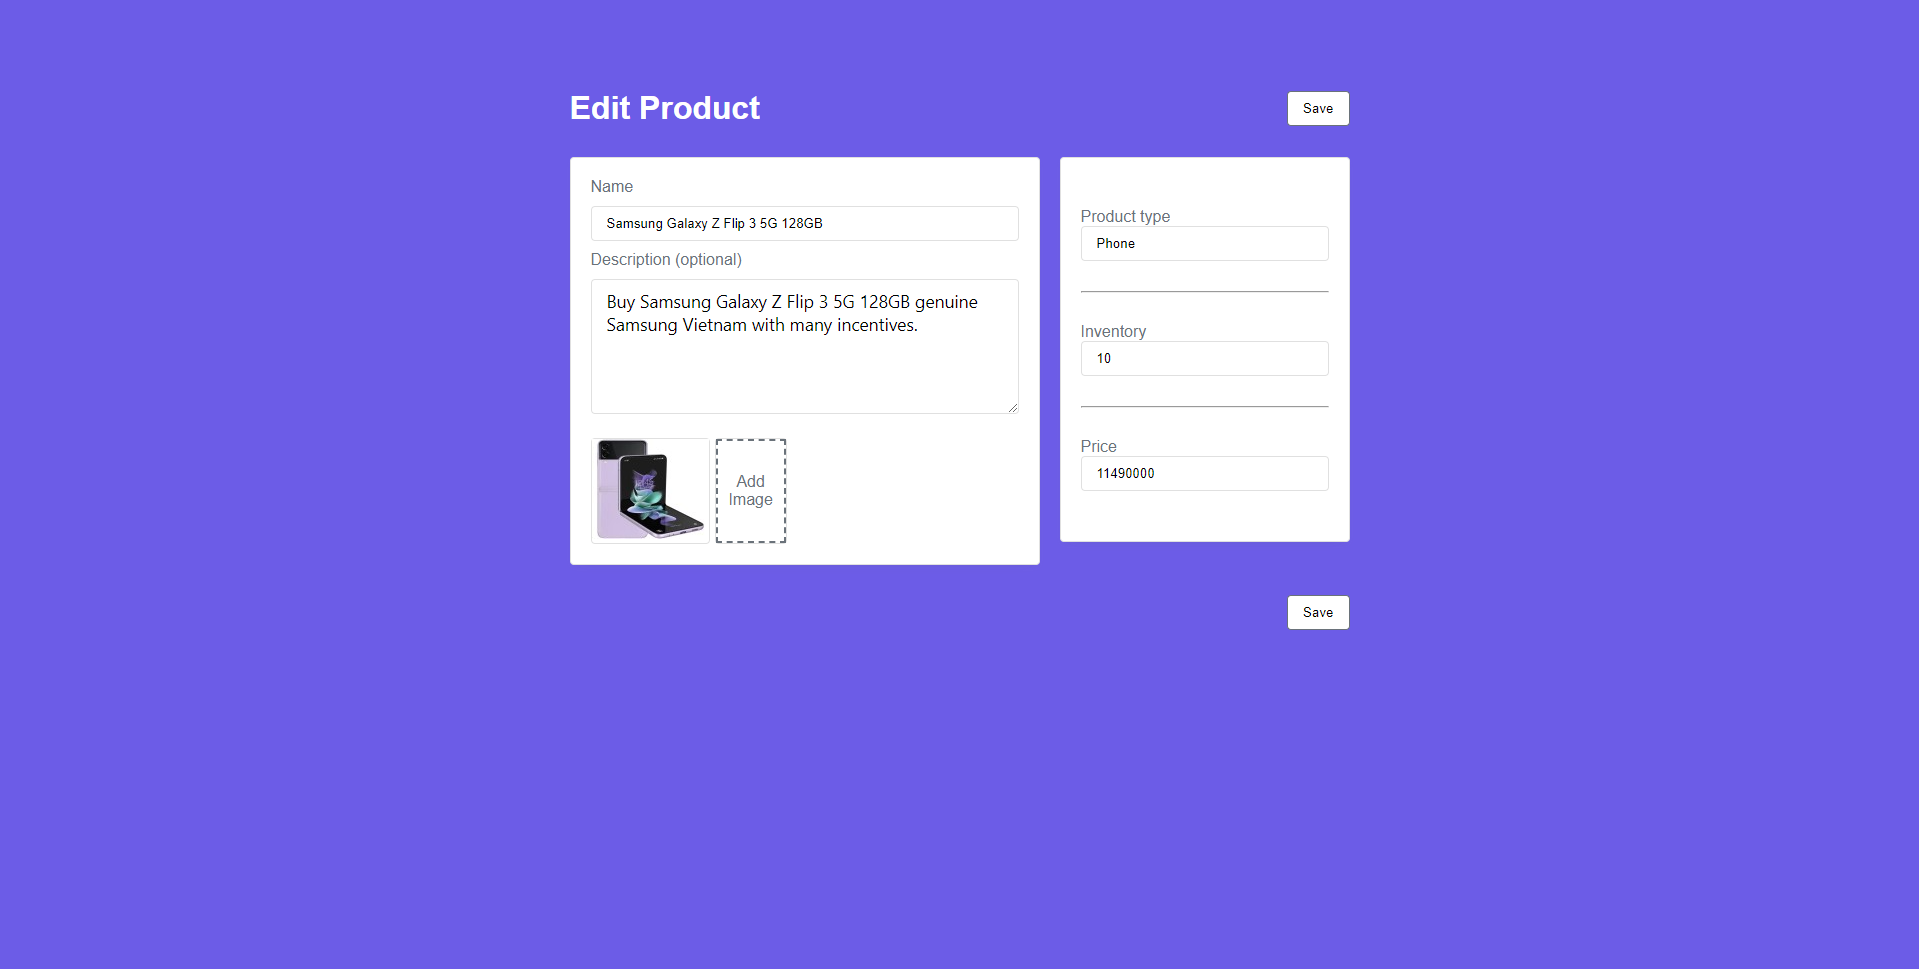 Edit Product
Save
Name
Samsung Galaxy Z Flip 3 5G 128GB
Description (optional)
Buy Samsung Galaxy Z Flip 3 5G 128GB genuine
Samsung Vietnam with many incentives.
Add
Image
Product type
Phone
Inventory
10
Price
11490000
Save